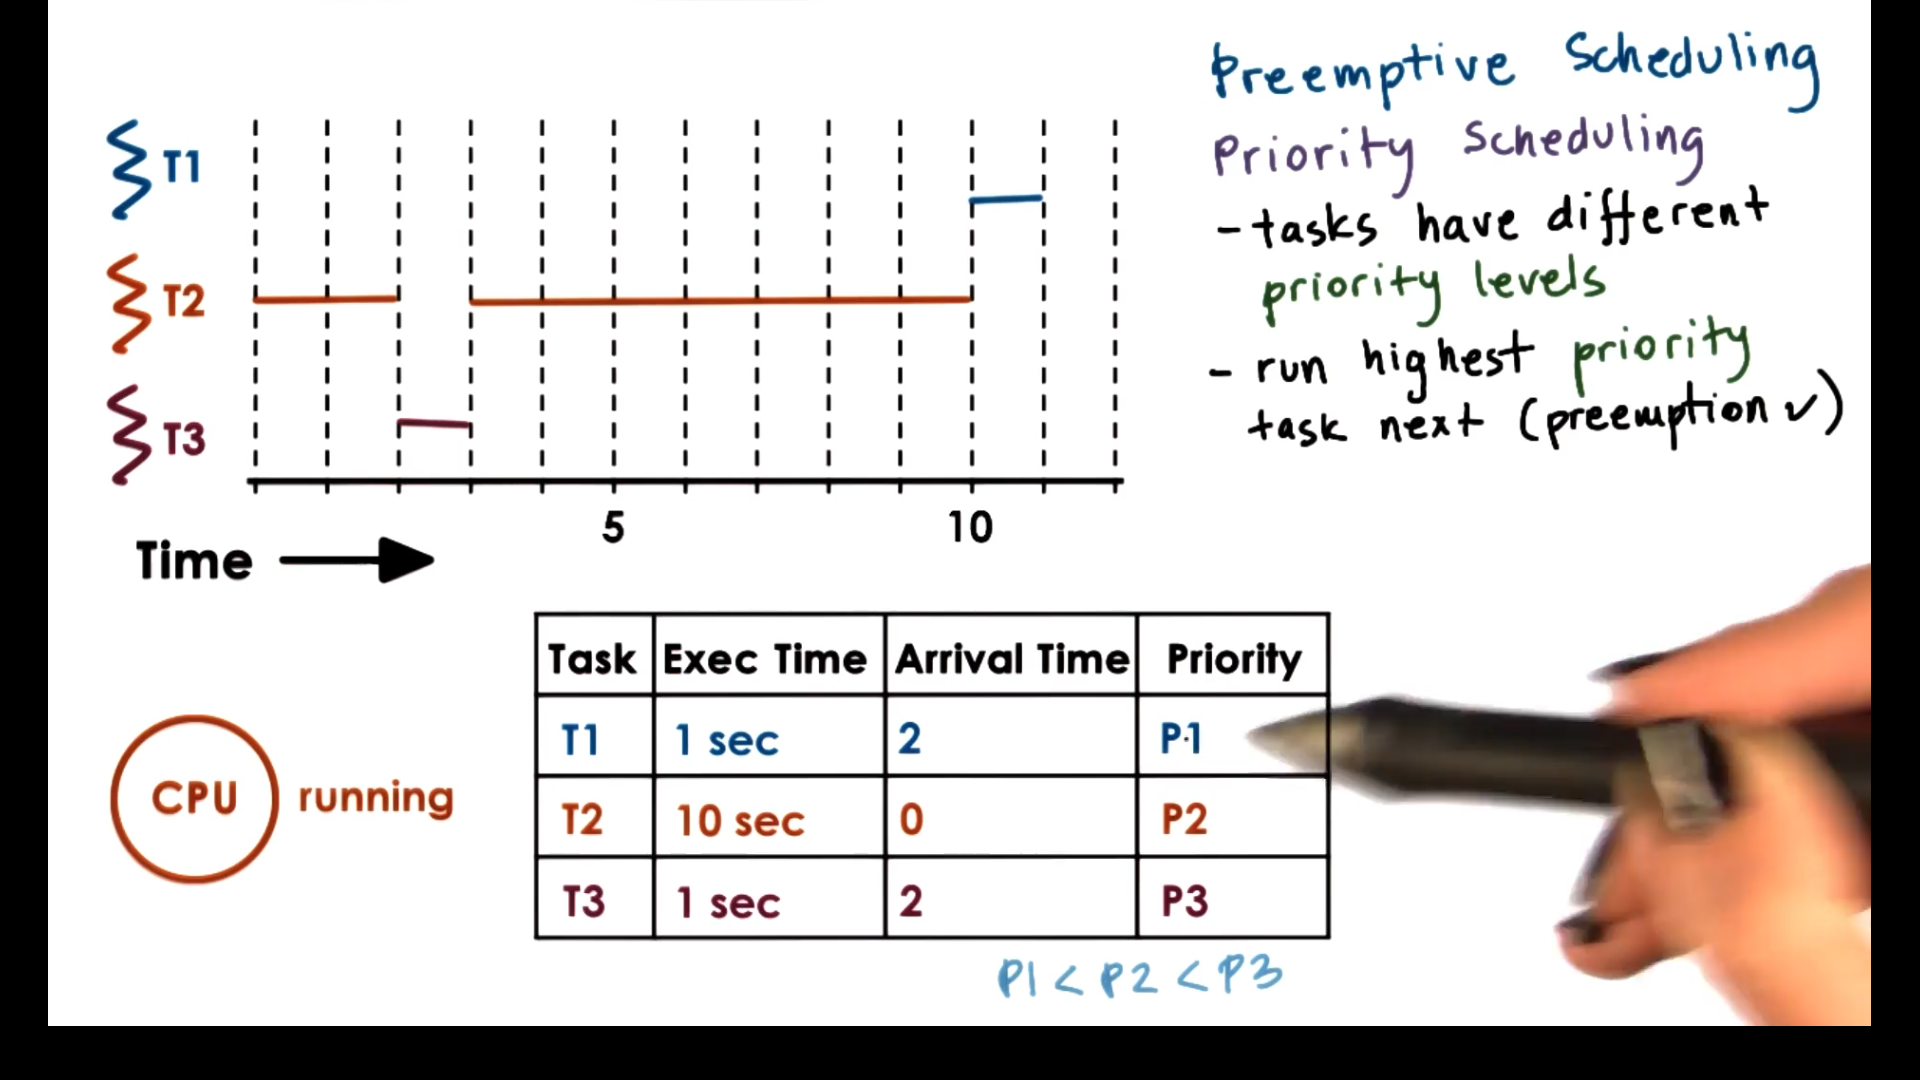 Preemptive Scheduling
Priority Scheduling
- tasks have different
priority levels
- run highest priority
task next (preemption ✓)
T1
T2
T3
5 10
Time
Task Exec Time Arrival Time Priority
T1 1 sec 2 P1
T2 10 sec 0 P2
T3 1 sec 2 P3
P1 < P2 < P3
CPU running